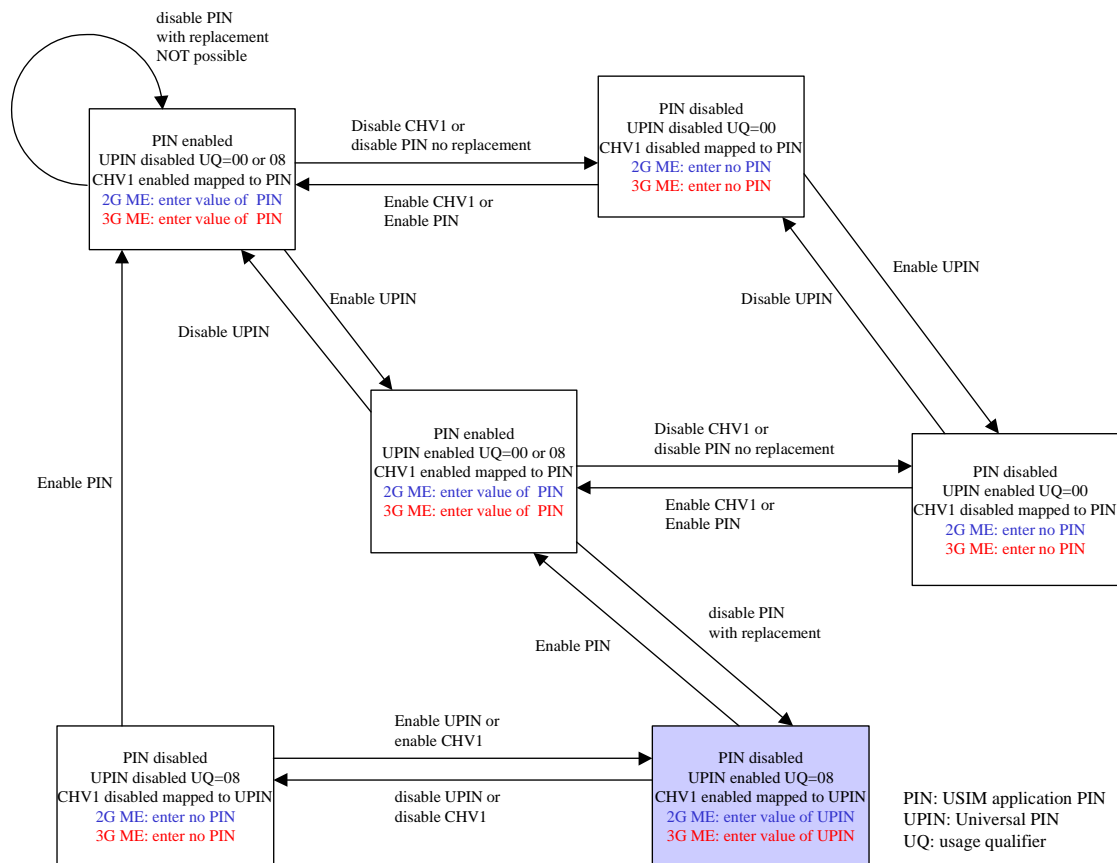 disable PIN
with replacement
NOT possible
PIN enabled
UPIN disabled UQ=00 or 08
CHV1 enabled mapped to PIN
2G ME: enter value of PIN
3G ME: enter value of PIN
Disable CHV1 or
disable PIN no replacement
Enable CHV1 or
Enable PIN
PIN disabled
UPIN disabled UQ=00
CHV1 disabled mapped to PIN
2G ME: enter no PIN
3G ME: enter no PIN
Enable UPIN
Disable UPIN
Enable UPIN
Disable UPIN
PIN enabled
UPIN enabled UQ=00 or 08
CHV1 enabled mapped to PIN
2G ME: enter value of PIN
3G ME: enter value of PIN
Disable CHV1 or
disable PIN no replacement
Enable CHV1 or
Enable PIN
PIN disabled
UPIN enabled UQ=00
CHV1 disabled mapped to PIN
2G ME: enter no PIN
3G ME: enter no PIN
Enable PIN
disable PIN
with replacement
Enable PIN
PIN disabled
UPIN disabled UQ=08
CHV1 disabled mapped to UPIN
2G ME: enter no PIN
3G ME: enter no PIN
Enable UPIN or
enable CHV1
disable UPIN or
disable CHV1
PIN disabled
UPIN enabled UQ=08
CHV1 enabled mapped to UPIN
2G ME: enter value of UPIN
3G ME: enter value of UPIN
PIN: USIM application PIN
UPIN: Universal PIN
UQ: usage qualifier